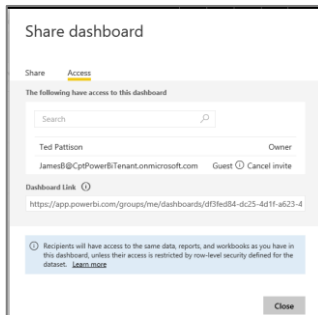 Share dashboard
Share Access
The following have access to this dashboard
Search
Ted Pattison Owner
JamesB@CptPowerBiTenant.onmicrosoft.com Guest Cancel invite
Dashboard Link
https://app.powerbi.com/groups/me/dashboards/df3fed84-dc25-4d1f-a623-4
Recipients will have access to the same data, reports, and workbooks as you have in
this dashboard, unless their access is restricted by row-level security defined for the
dataset. Learn more
Close